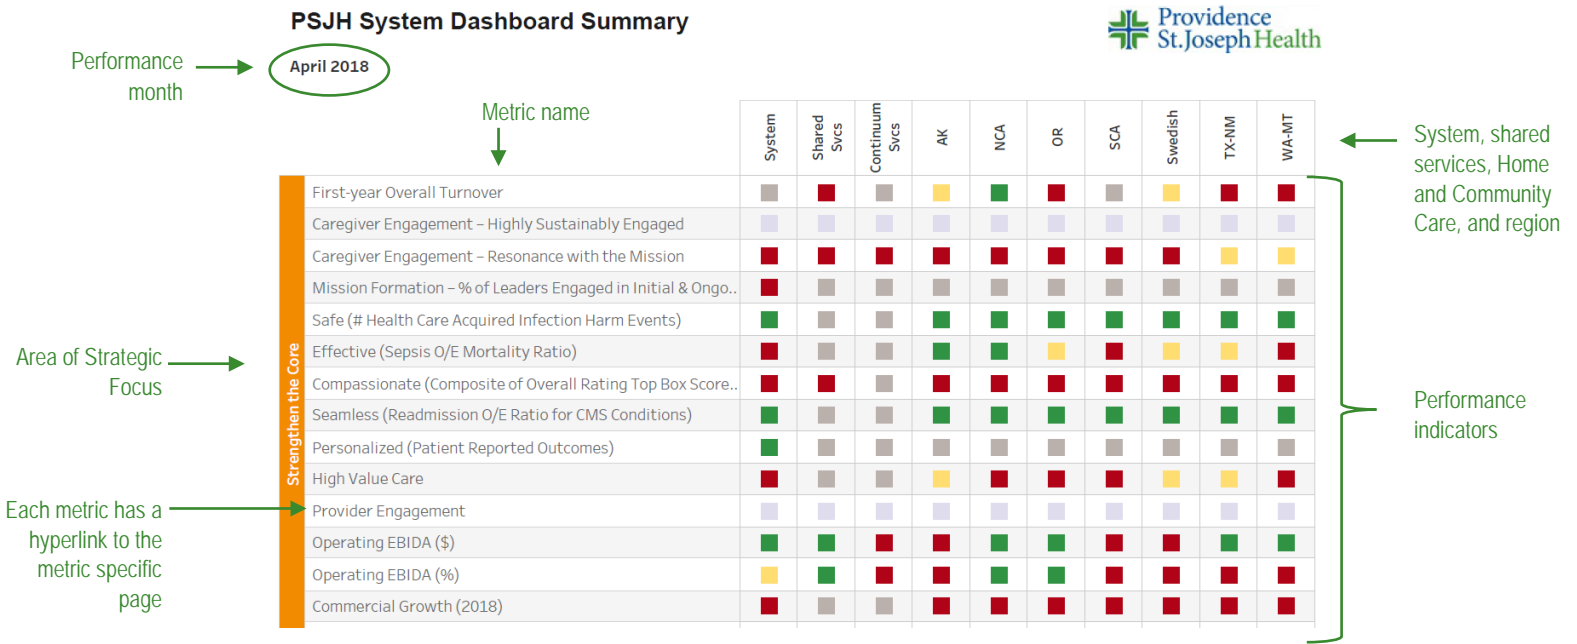 PSJH System Dashboard Summary
Providence
St.Joseph Health
Performance
month
April 2018
Metric name
System
Shared
Svcs
Continuum
Svcs
AK
NCA
OR
SCA
Swedish
TX-NM
WA-MT
System, shared
services, Home
and Community
Care, and region
Strengthen the Core
First-year Overall Turnover
Caregiver Engagement – Highly Sustainably Engaged
Caregiver Engagement – Resonance with the Mission
Mission Formation – % of Leaders Engaged in Initial & Ongo..
Safe (# Health Care Acquired Infection Harm Events)
Effective (Sepsis O/E Mortality Ratio)
Compassionate (Composite of Overall Rating Top Box Score..
Seamless (Readmission O/E Ratio for CMS Conditions)
Personalized (Patient Reported Outcomes)
High Value Care
Provider Engagement
Operating EBIDA ($)
Operating EBIDA (%)
Commercial Growth (2018)
Area of Strategic
Focus
Each metric has a
hyperlink to the
metric specific
page
Performance
indicators